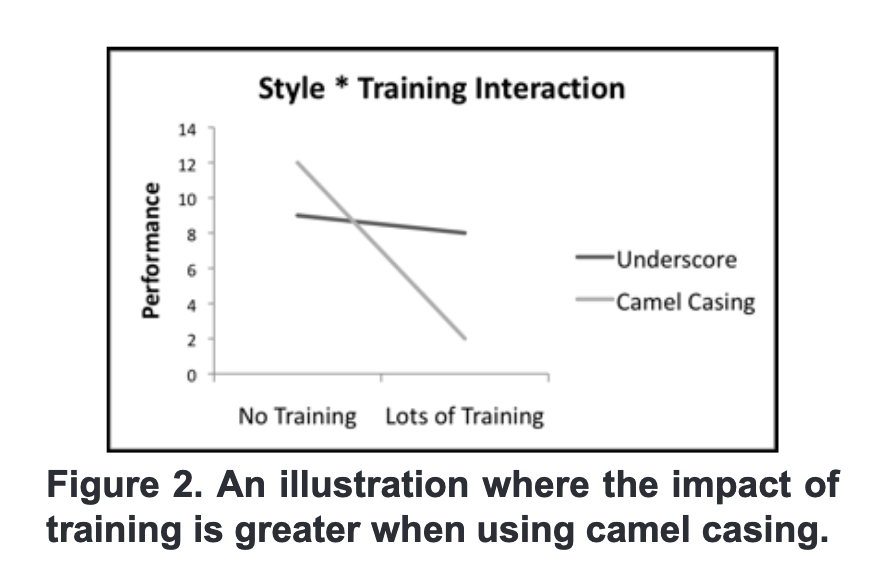 Style * Training Interaction
14
12
10
8
6
4
2
0
Performance
No Training
Lots of Training
Underscore
Camel Casing
Figure 2. An illustration where the impact of
training is greater when using camel casing.